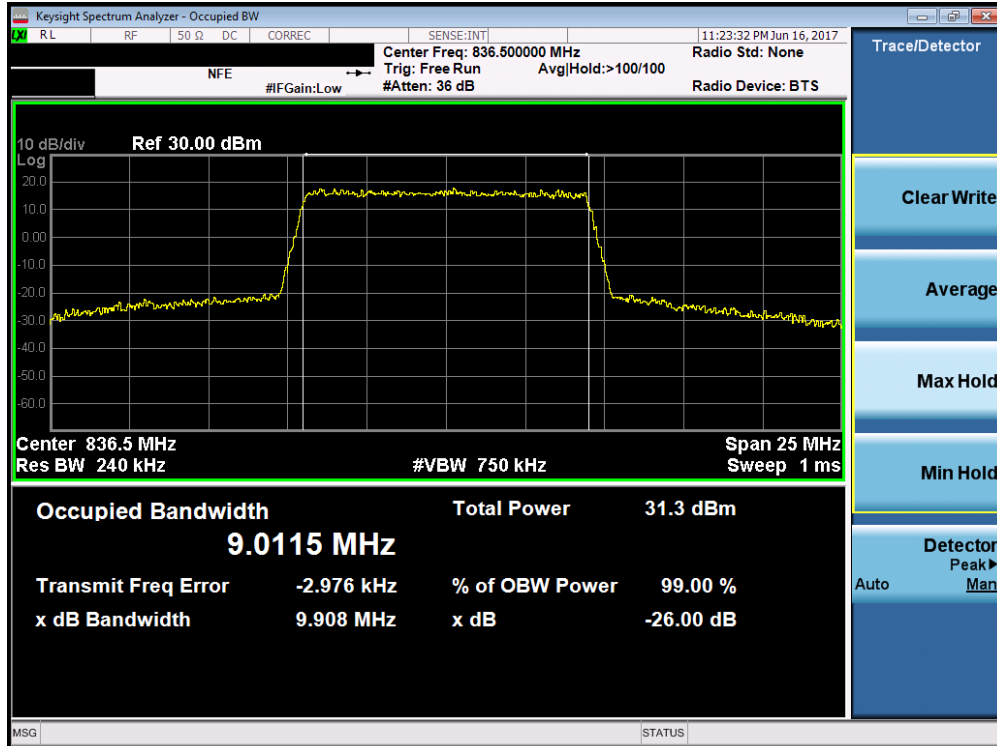 Keysight Spectrum Analyzer - Occupied BW
LXI RL RF 50 Ω DC CORREC SENSE:INT 11:23:32 PM Jun 16, 2017
Center Freq: 836.500000 MHz Radio Std: None
NFE Trig: Free Run Avg|Hold:>100/100
#IFGain:Low #Atten: 36 dB Radio Device: BTS
Trace/Detector
10 dB/div Ref 30.00 dBm
Log
20.0
10.0
0.00
-10.0
-20.0
-30.0
-40.0
-50.0
-60.0
Center 836.5 MHz Span 25 MHz
Res BW 240 kHz #VBW 750 kHz Sweep 1 ms
Occupied Bandwidth Total Power 31.3 dBm
9.0115 MHz
Transmit Freq Error -2.976 kHz % of OBW Power 99.00 %
x dB Bandwidth 9.908 MHz x dB -26.00 dB
Clear Write
Average
Max Hold
Min Hold
Detector
Peak▶
Auto Man
MSG STATUS